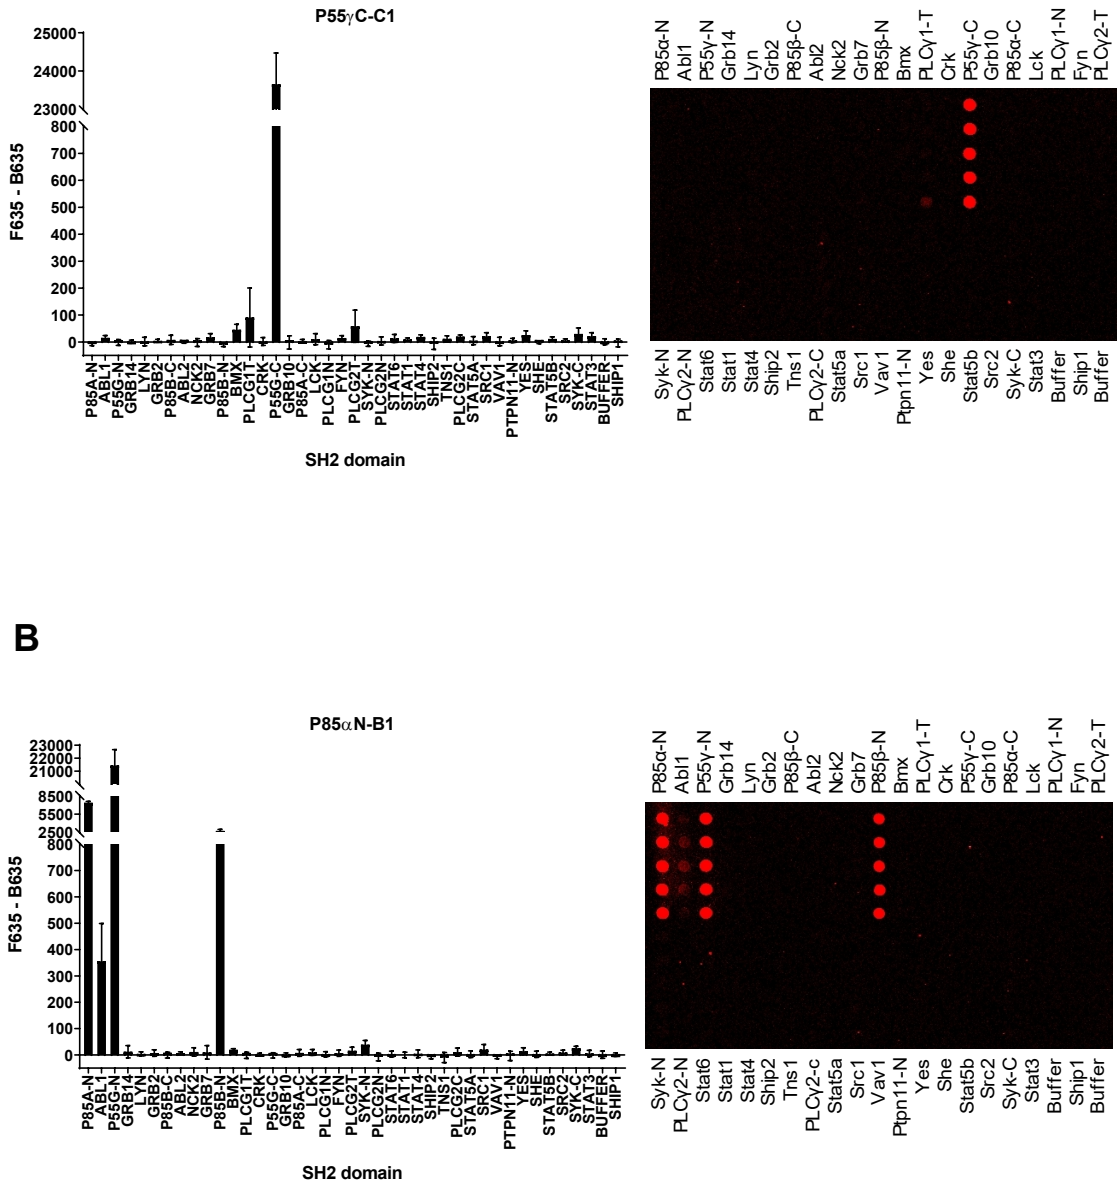 P55γC-C1
25000
24000
23000
800
700
600
500
400
300
200
100
0
F635 - B635
P85A-N
ABL1
P55G-N
GRB14
LYN
GRB2
P85B-C
ABL2
NCK2
GRB7
P85B-N
BMX
PLCG1T
CRK
P55G-C
GRB10
P85A-C
LCK
PLCG1N
FYN
PLCG2T
SYK-N
PLCG2N
STAT6
STAT1
STAT4
SHIP2
TNS1
PLCG2C
STAT5A
SRC1
VAV1
PTPN11-N
YES
SHE
STAT5B
SRC2
SYK-C
STAT3
BUFFER
SHIP1
SH2 domain
P85α-N
Abl1
P55γ-N
Grb14
Lyn
Grb2
P85β-C
Abl2
Nck2
Grb7
P85β-N
Bmx
PLCγ1-T
Crk
P55γ-C
Grb10
P85α-C
Lck
PLCγ1-N
Fyn
PLCγ2-T
Syk-N
PLCγ2-N
Stat6
Stat1
Stat4
Ship2
Tns1
PLCγ2-C
Stat5a
Src1
Vav1
Ptpn11-N
Yes
She
Stat5b
Src2
Syk-C
Stat3
Buffer
Ship1
Buffer
B
P85αN-B1
23000
22000
21000
8500
5500
2500
800
700
600
500
400
300
200
100
0
F635 - B635
P85A-N
ABL1
P55G-N
GRB14
LYN
GRB2
P85B-C
ABL2
NCK2
GRB7
P85B-N
BMX
PLCG1T
CRK
P55G-C
GRB10
P85A-C
LCK
PLCG1N
FYN
PLCG2T
SYK-N
PLCG2N
STAT6
STAT1
STAT4
SHIP2
TNS1
PLCG2C
STAT5A
SRC1
VAV1
PTPN11-N
YES
SHE
STAT5B
SRC2
SYK-C
STAT3
BUFFER
SHIP1
SH2 domain
P85α-N
Abl1
P55γ-N
Grb14
Lyn
Grb2
P85β-C
Abl2
Nck2
Grb7
P85β-N
Bmx
PLCγ1-T
Crk
P55γ-C
Grb10
P85α-C
Lck
PLCγ1-N
Fyn
PLCγ2-T
Syk-N
PLCγ2-N
Stat6
Stat1
Stat4
Ship2
Tns1
PLCγ2-c
Stat5a
Src1
Vav1
Ptpn11-N
Yes
She
Stat5b
Src2
Syk-C
Stat3
Buffer
Ship1
Buffer